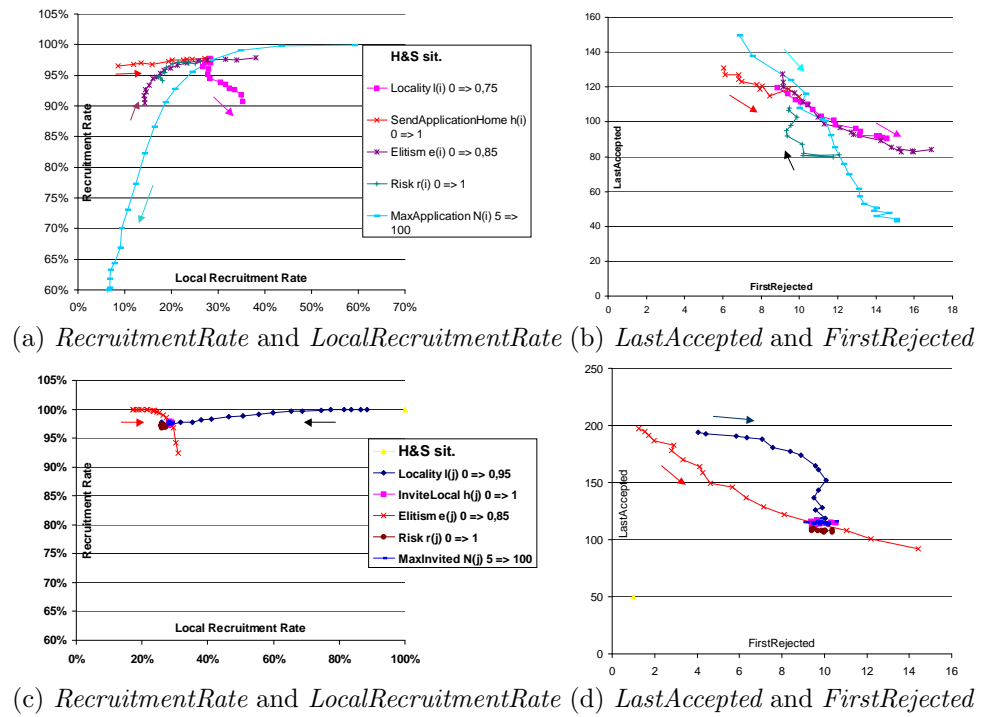 105%
100%
95%
90%
85%
80%
75%
70%
65%
60%
Recruitment Rate
Local Recruitment Rate
0% 10% 20% 30% 40% 50% 60% 70%
H&S sit.
Locality l(i) 0 => 0,75
SendApplicationHome h(i)
0 => 1
Elitism e(i) 0 => 0,85
Risk r(i) 0 => 1
MaxApplication N(i) 5 =>
100
160
140
120
100
80
60
40
20
0
LastAccepted
FirstRejected
0 2 4 6 8 10 12 14 16 18
(a) RecruitmentRate and LocalRecruitmentRate (b) LastAccepted and FirstRejected
105%
100%
95%
90%
85%
80%
75%
70%
65%
60%
Recruitment Rate
Local Recruitment Rate
0% 20% 40% 60% 80% 100%
H&S sit.
Locality l(j) 0 => 0,95
InviteLocal h(j) 0 => 1
Elitism e(j) 0 => 0,85
Risk r(j) 0 => 1
MaxInvited N(j) 5 => 100
250
200
150
100
50
0
LastAccepted
FirstRejected
0 2 4 6 8 10 12 14 16
(c) RecruitmentRate and LocalRecruitmentRate (d) LastAccepted and FirstRejected